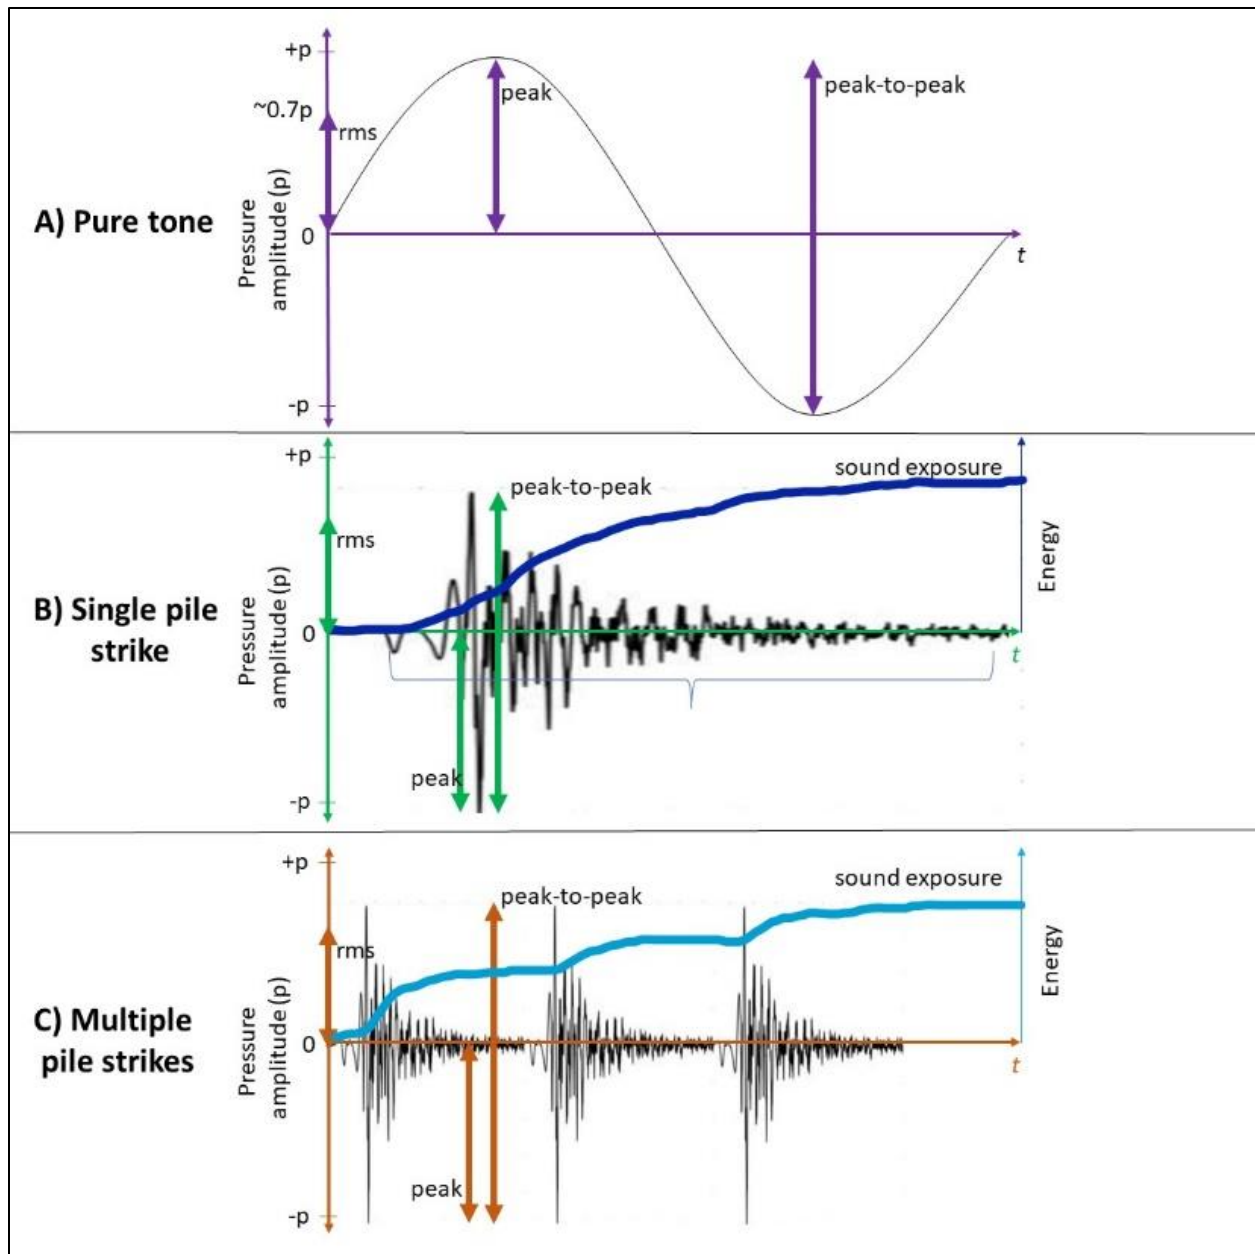 A) Pure tone
Pressure
amplitude (p)
+p
~0.7p
rms
0
-p
peak
peak-to-peak
t
B) Single pile
strike
Pressure
amplitude (p)
+p
rms
0
-p
peak-to-peak
peak
sound exposure
Energy
t
C) Multiple
pile strikes
Pressure
amplitude (p)
+p
rms
0
-p
peak-to-peak
peak
sound exposure
Energy
t